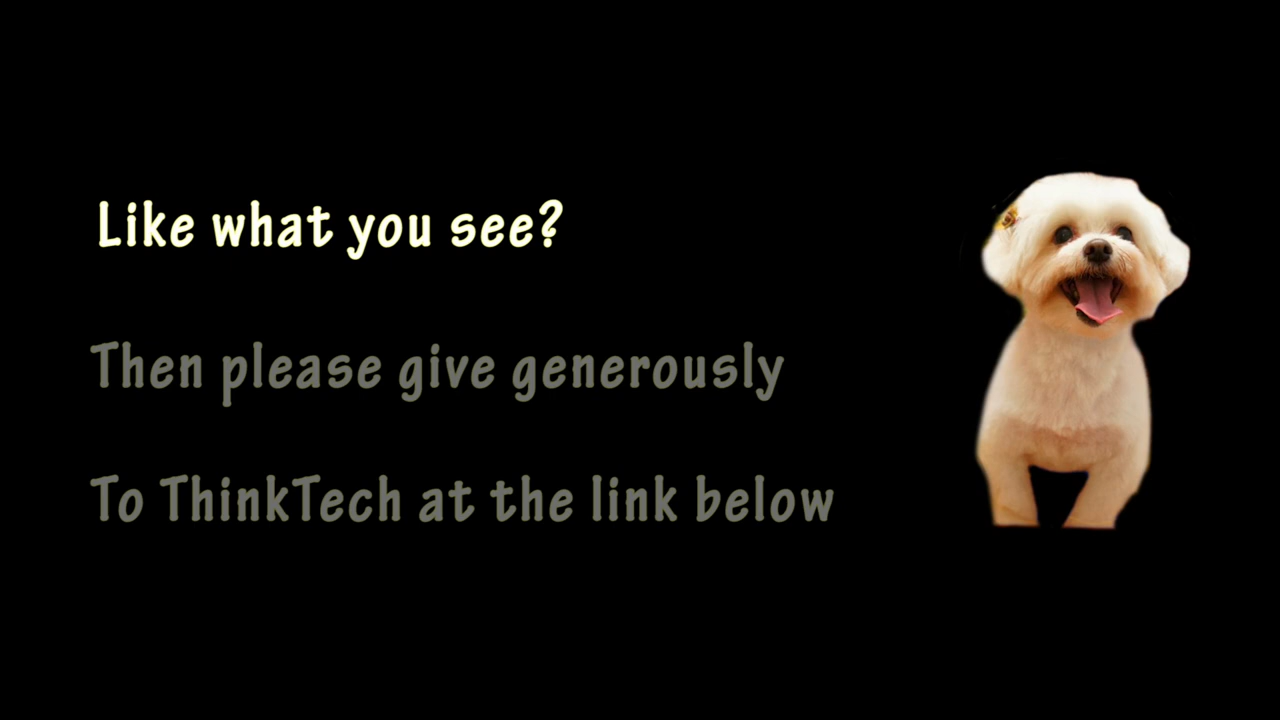 Like what you see?
Then please give generously
To ThinkTech at the link below